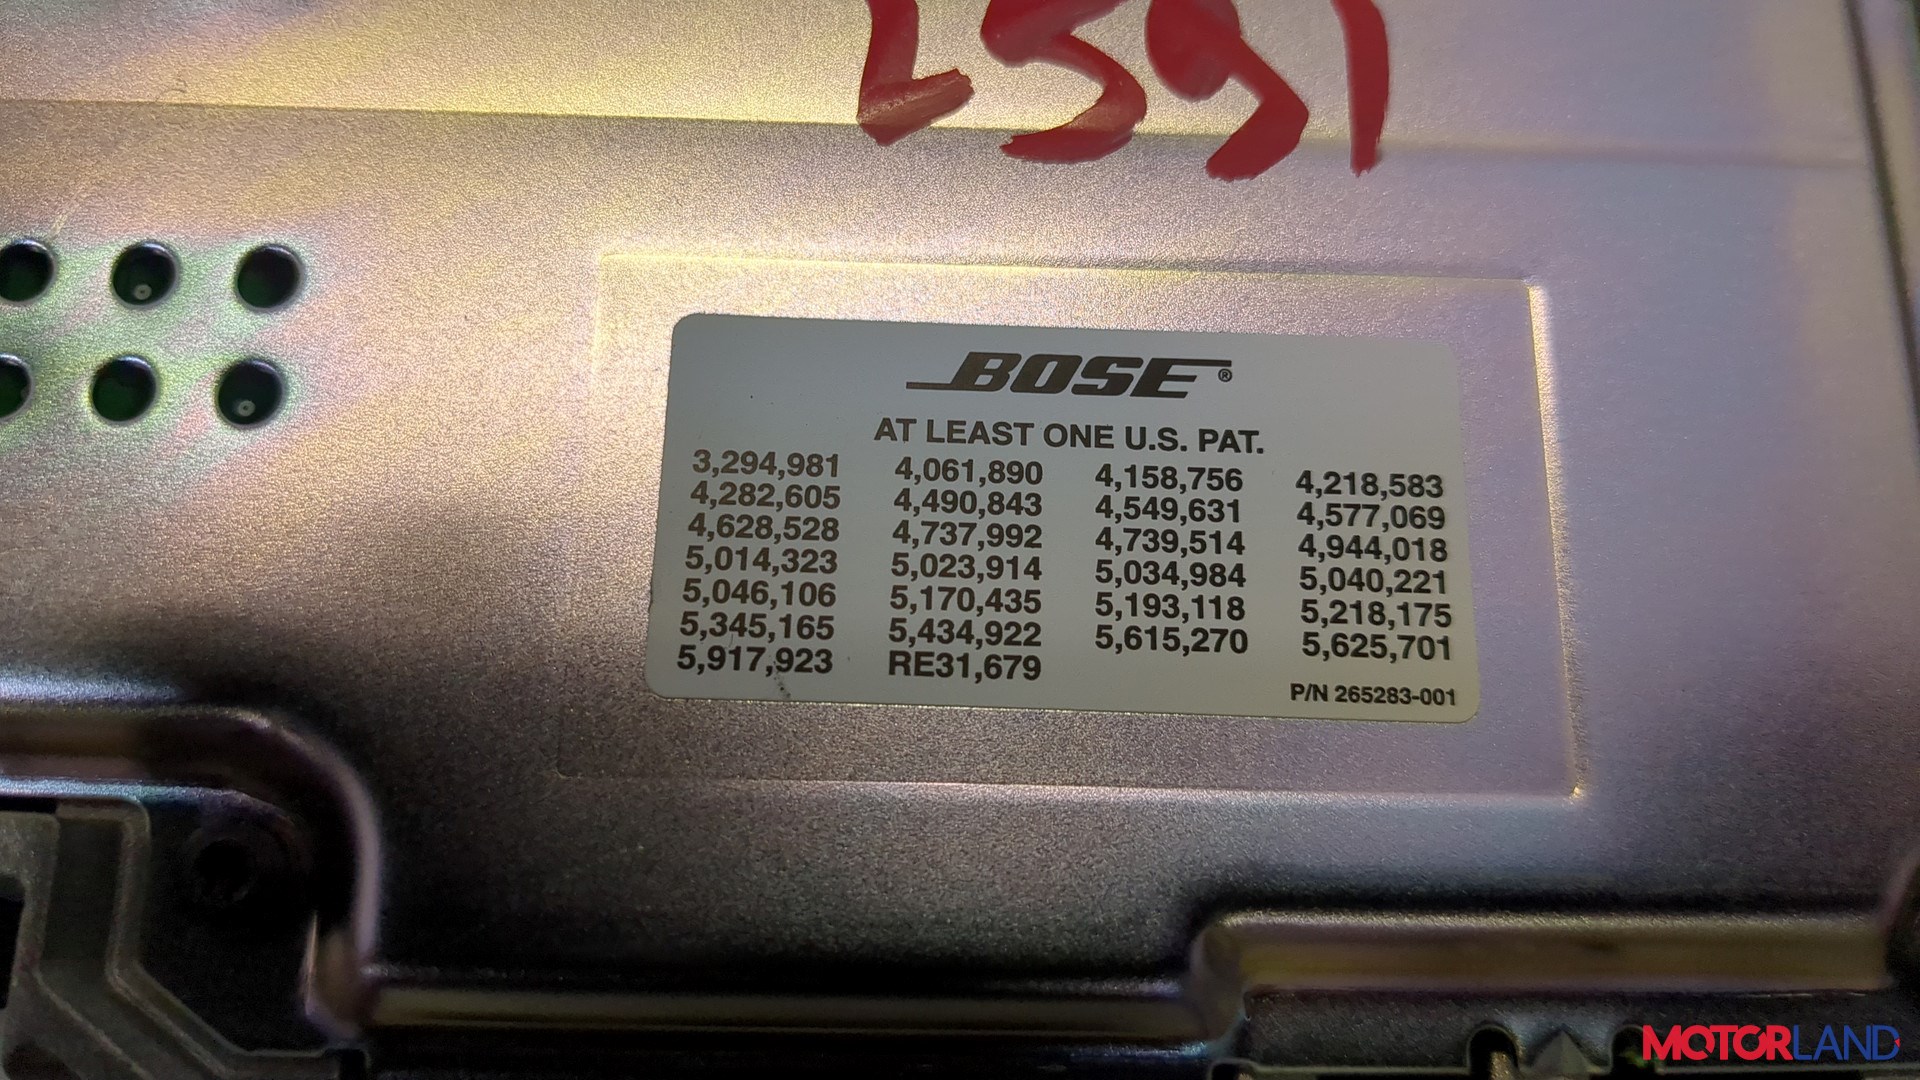 2591
BOSE®
AT LEAST ONE U.S. PAT.
3,294,981 4,061,890 4,158,756 4,218,583
4,282,605 4,490,843 4,549,631 4,577,069
4,628,528 4,737,992 4,739,514 4,944,018
5,014,323 5,023,914 5,034,984 5,040,221
5,046,106 5,170,435 5,193,118 5,218,175
5,345,165 5,434,922 5,615,270 5,625,701
5,917,923 RE31,679
P/N 265283-001
MOTORLAND